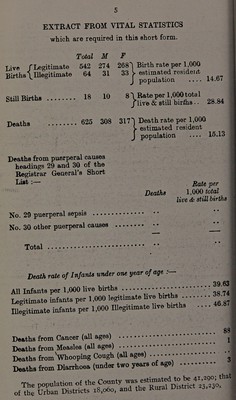 5
EXTRACT FROM VITAL STATISTICS
which are required in this short form.
Total M F
Live { Legitimate 542 274 268 } Birth rate per 1,000
Births { Illegitimate 64 31 33 } estimated resident
population .... 14.67
Still Births ........ 18 10 8 } Rate per 1,000 total
live & still births... 28.84
Deaths ........ 625 308 317 } Death rate per 1,000
estimated resident
population .... 15.13
Deaths from puerperal causes
headings 29 and 30 of the
Registrar General's Short
List :—
Rate per
Deaths 1,000 total
live & still births
No. 29 puerperal sepsis .......... .. ..
No. 30 other puerperal causes .. .. ..
Total .......... .. ..
Death rate of Infants under one year of age :—
All Infants per 1,000 live births .......... 39.63
Legitimate infants per 1,000 legitimate live births .......... 38.74
Illegitimate infants per 1,000 Illegitimate live births .... 46.87
Deaths from Cancer (all ages) .......... 88
Deaths from Measles (all ages) .......... 1
Deaths from Whooping Cough (all ages) ..........
Deaths from Diarrhoea (under two years of age) .......... 3
The population of the County was estimated to be 41,290; that
of the Urban Districts 18,060, and the Rural District 23,230,